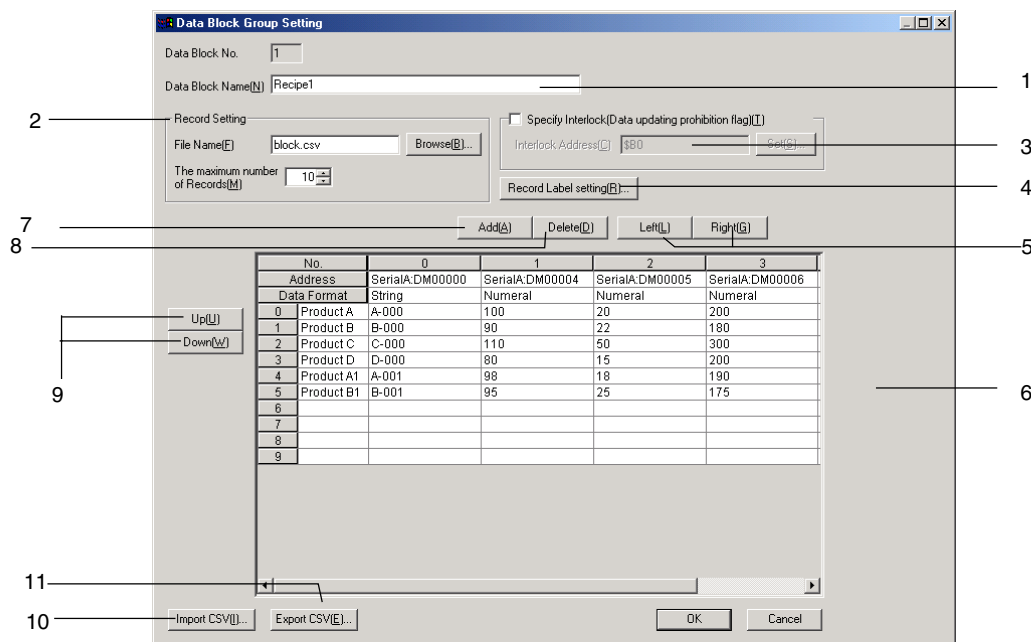 Data Block Group Setting
Data Block No. 1
Data Block Name[N] Recipe1
1
2
Record Setting
File Name[F] block.csv Browse[B]...
The maximum number
of Records[M] 10
Specify Interlock[Data updating prohibition flag][T]
Interlock Address[C] $B0 Set[S]...
3
Record Label setting[R]...
4
7
8
Add[A] Delete[D] Left[L] Right[G]
5
No. 0 1 2 3
Address SerialA:DM00000 SerialA:DM00004 SerialA:DM00005 SerialA:DM00006
Data Format String Numeral Numeral Numeral
0 Product A A-000 100 20 200
1 Product B B-000 90 22 180
2 Product C C-000 110 50 300
3 Product D D-000 80 15 200
4 Product A1 A-001 98 18 190
5 Product B1 B-001 95 25 175
6
7
8
9
Up[U]
Down[W]
9
6
11
10
Import CSV[I]... Export CSV[E]... OK Cancel